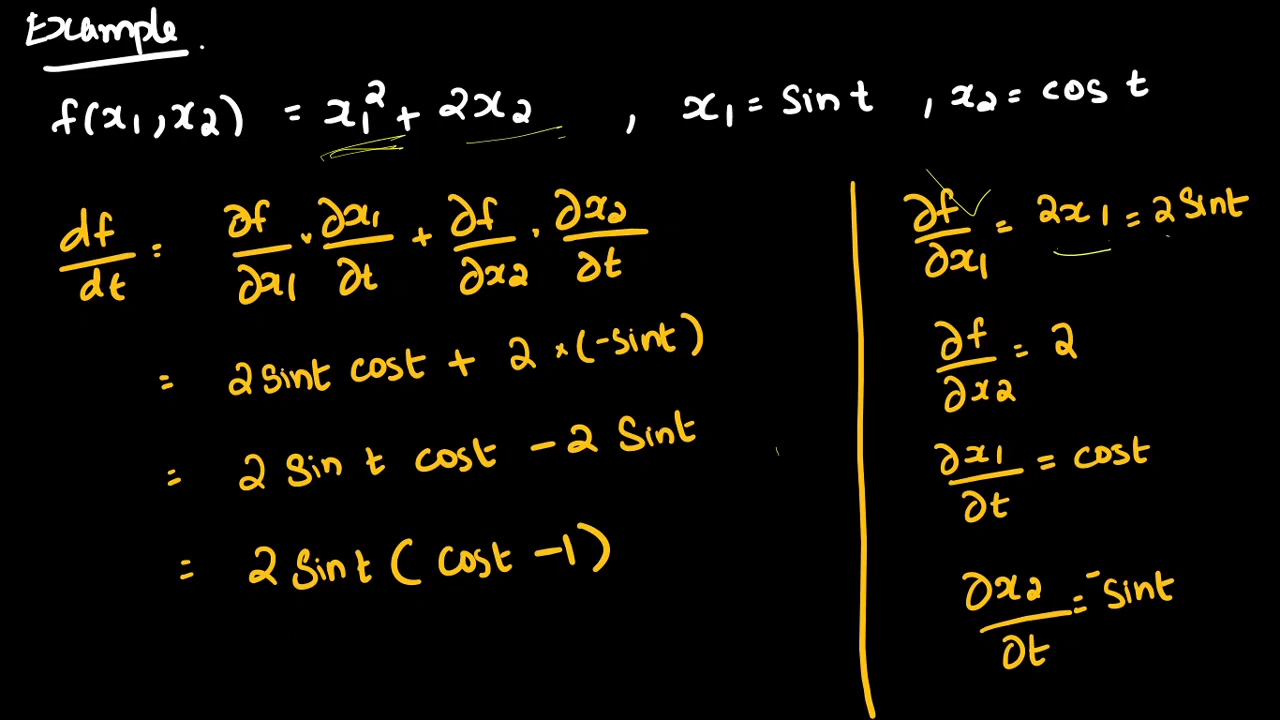 Example.
f(x₁, x₂) = x₁² + 2x₂ , x₁ = Sin t , x₂ = cos t
df/dt = ∂f/∂x₁ · ∂x₁/∂t + ∂f/∂x₂ · ∂x₂/∂t
= 2 sint cost + 2 × (-sint)
= 2 Sin t cost - 2 Sint
= 2 Sint (cost - 1)
∂f/∂x₁ = 2x₁ = 2 Sint
∂f/∂x₂ = 2
∂x₁/∂t = cost
∂x₂/∂t = -sint